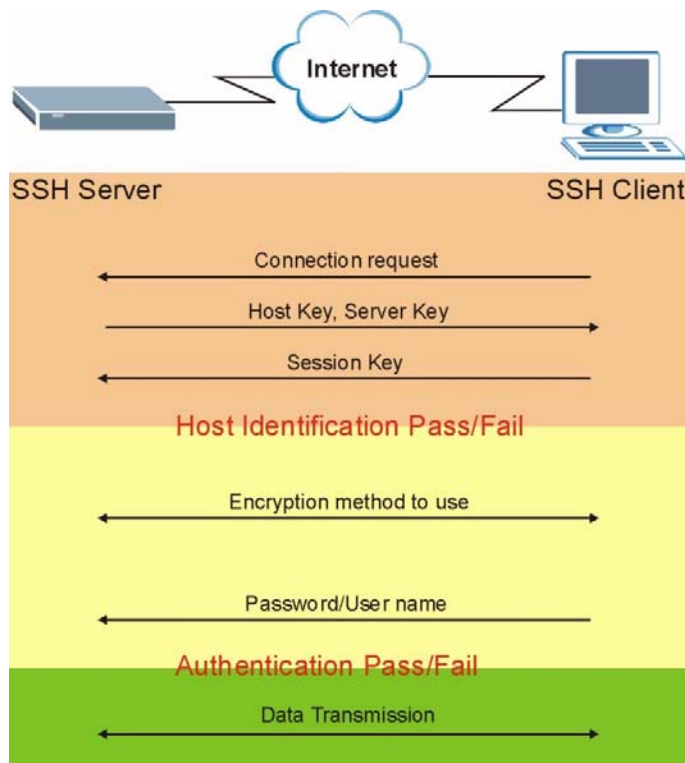 Internet
SSH Server
SSH Client
Connection request
Host Key, Server Key
Session Key
Host Identification Pass/Fail
Encryption method to use
Password/User name
Authentication Pass/Fail
Data Transmission